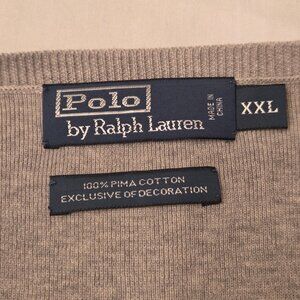 Polo
by Ralph Lauren
MADE IN
CHINA
XXL
100% PIMA COTTON
EXCLUSIVE OF DECORATION